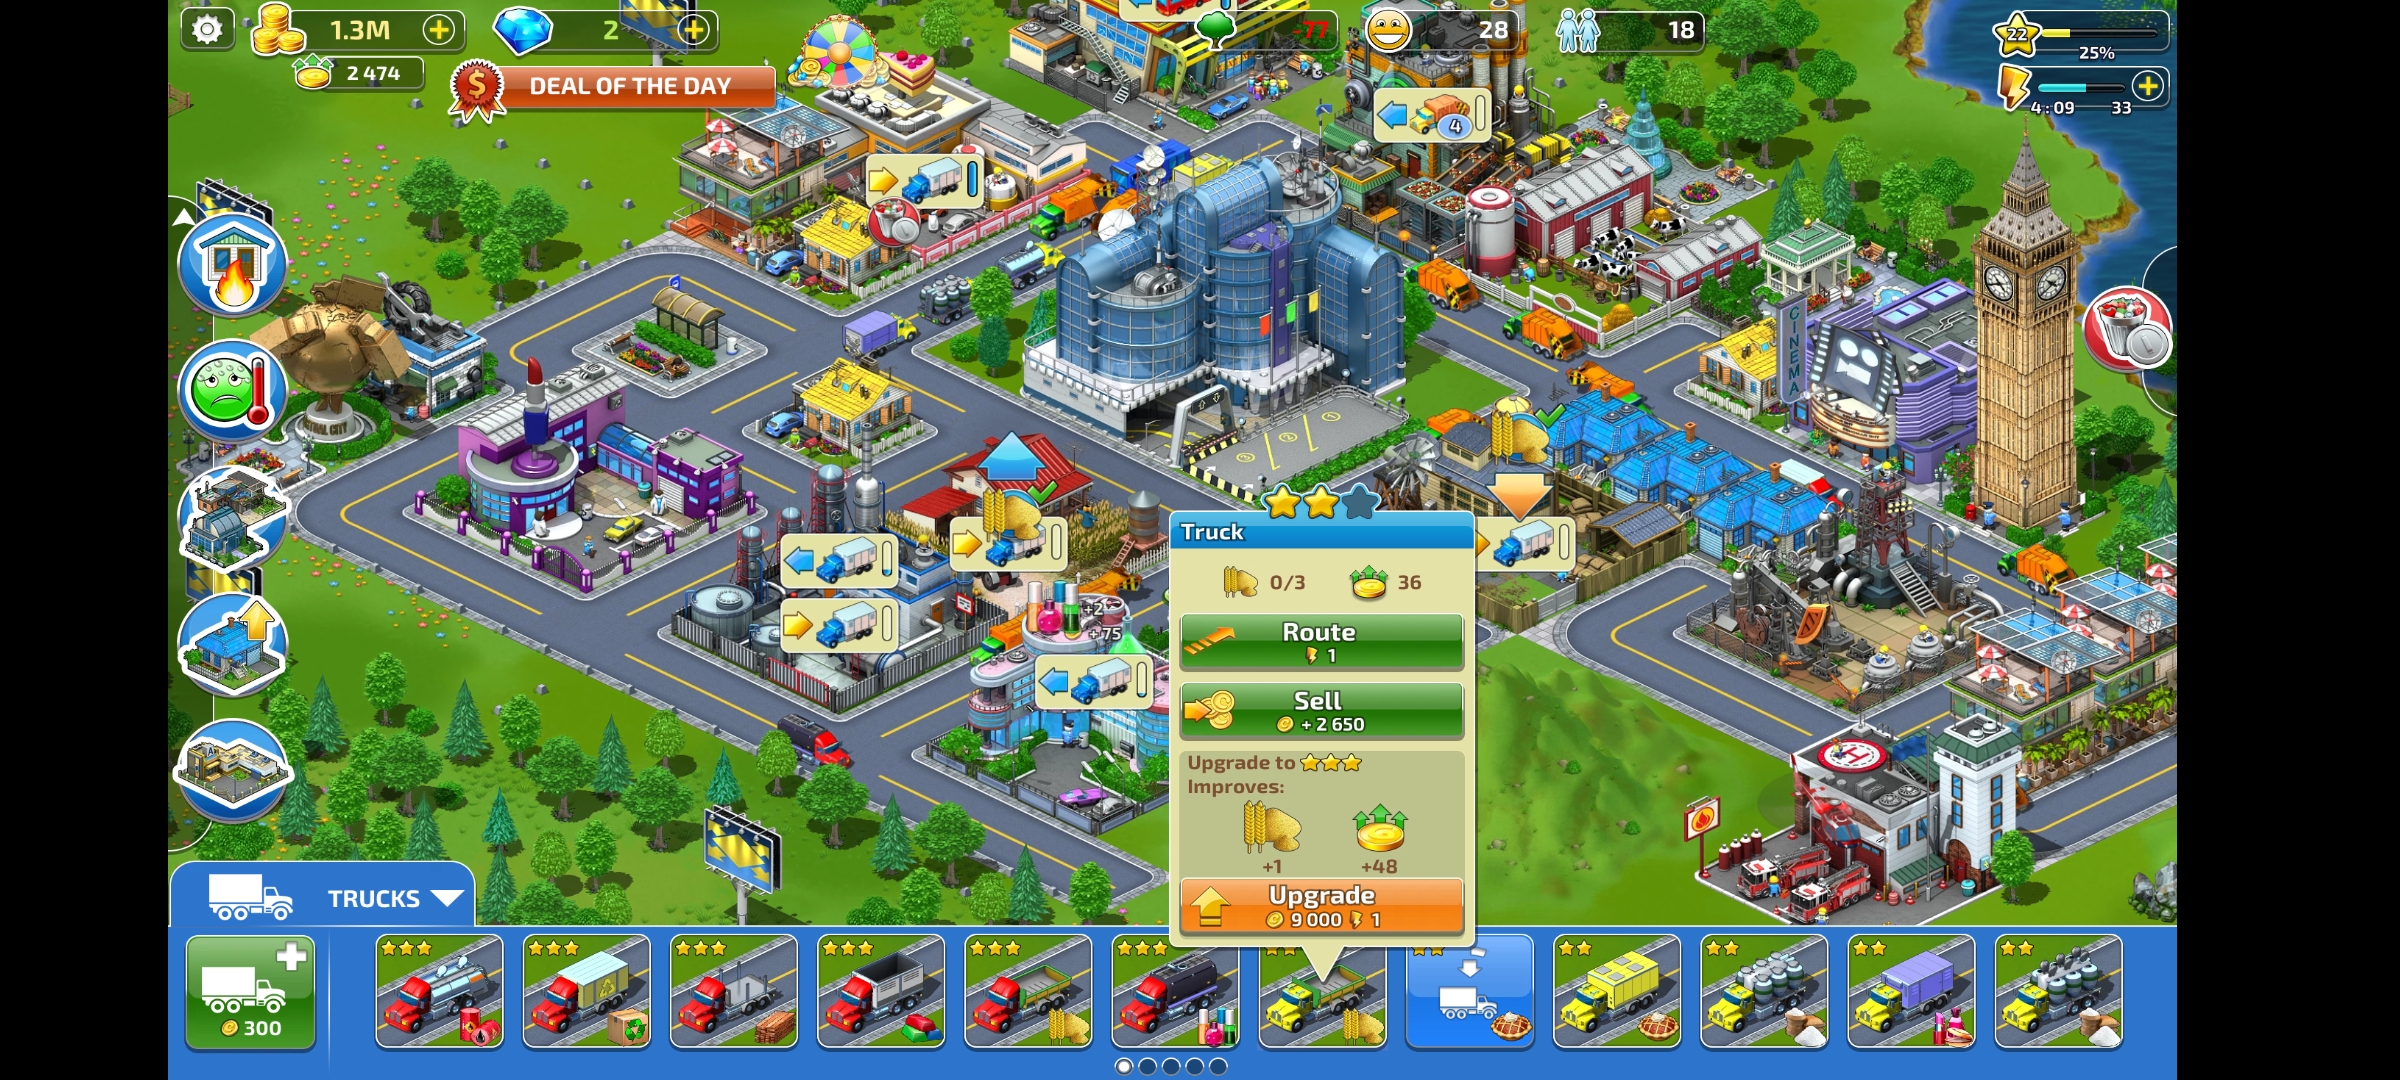 1.3M
2
-77
28
18
22
25%
2 474
DEAL OF THE DAY
4:09
33
4
CINEMA
Truck
0/3
36
Route
1
Sell
+ 2 650
Upgrade to
Improves:
+1
+48
Upgrade
9 000
1
+2
+75
TRUCKS
300